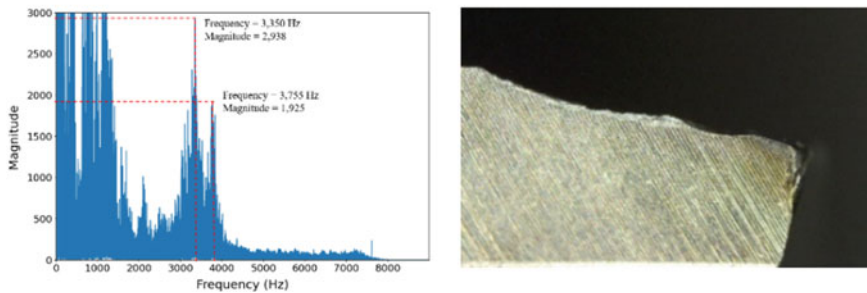 3000
2500
2000
1500
1000
500
0
Magnitude
Frequency = 3,350 Hz
Magnitude = 2,938
Frequency = 3,755 Hz
Magnitude = 1,925
0 1000 2000 3000 4000 5000 6000 7000 8000
Frequency (Hz)